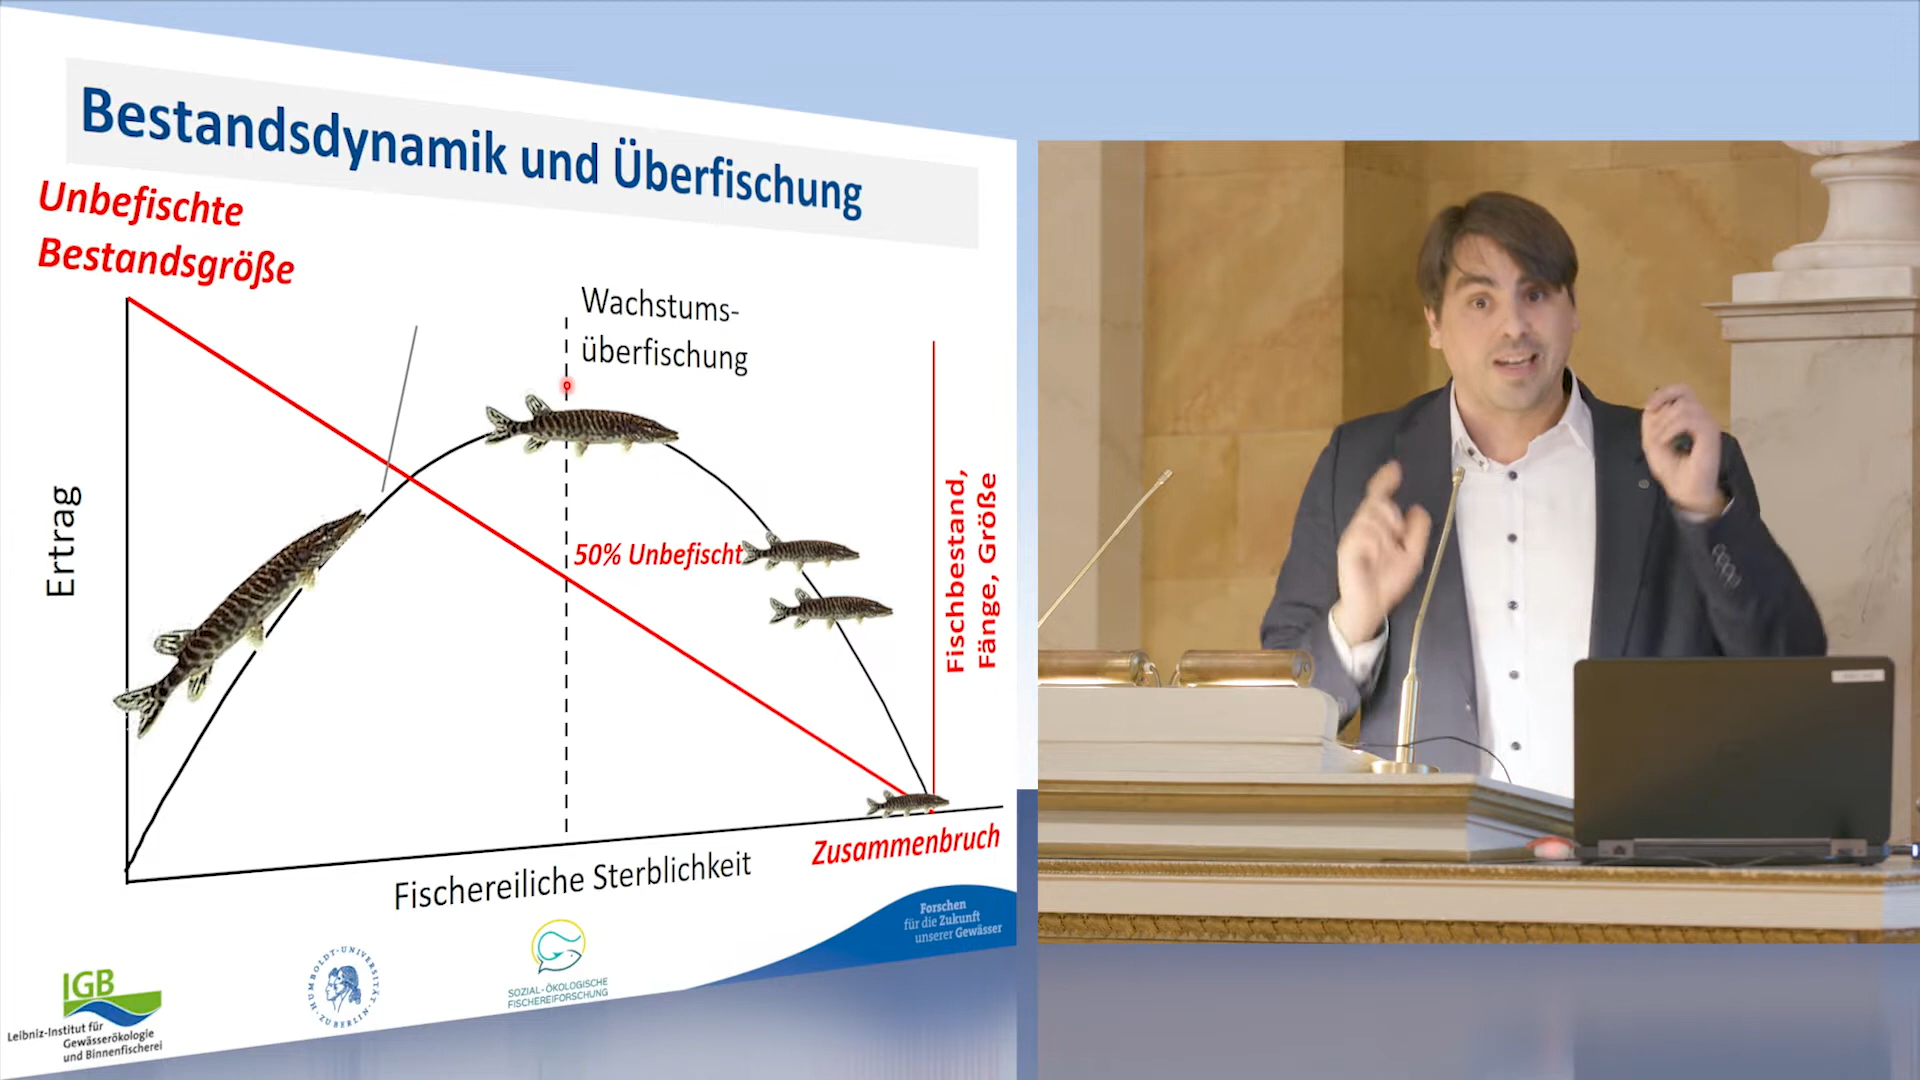 Bestandsdynamik und Überfischung
Unbefischte
Bestandsgröße
Wachstums-
überfischung
50% Unbefischt
Ertrag
Fischbestand,
Fänge, Größe
Zusammenbruch
Fischereiliche Sterblichkeit
Forschen
für die Zukunft
unserer Gewässer
IGB
Leibniz-Institut für
Gewässerökologie
und Binnenfischerei
HUMBOLDT-UNIVERSITÄT
ZU BERLIN
SOZIAL-ÖKOLOGISCHE
FISCHEREIFORSCHUNG